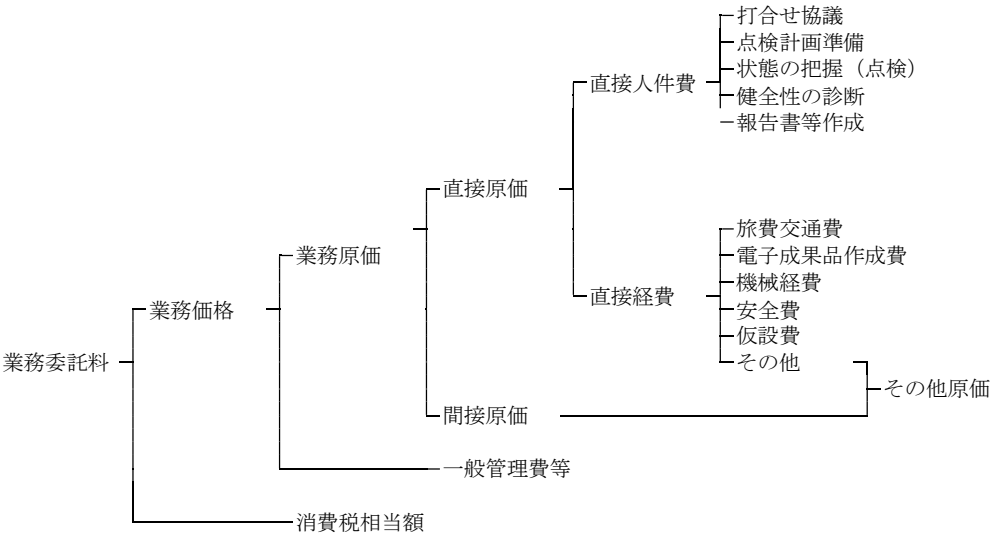 打合せ協議
点検計画準備
状態の把握（点検）
直接人件費
健全性の診断
報告書等作成
直接原価
旅費交通費
業務原価
電子成果品作成費
機械経費
直接経費
業務価格
安全費
仮設費
業務委託料
その他
その他原価
間接原価
一般管理費等
消費税相当額